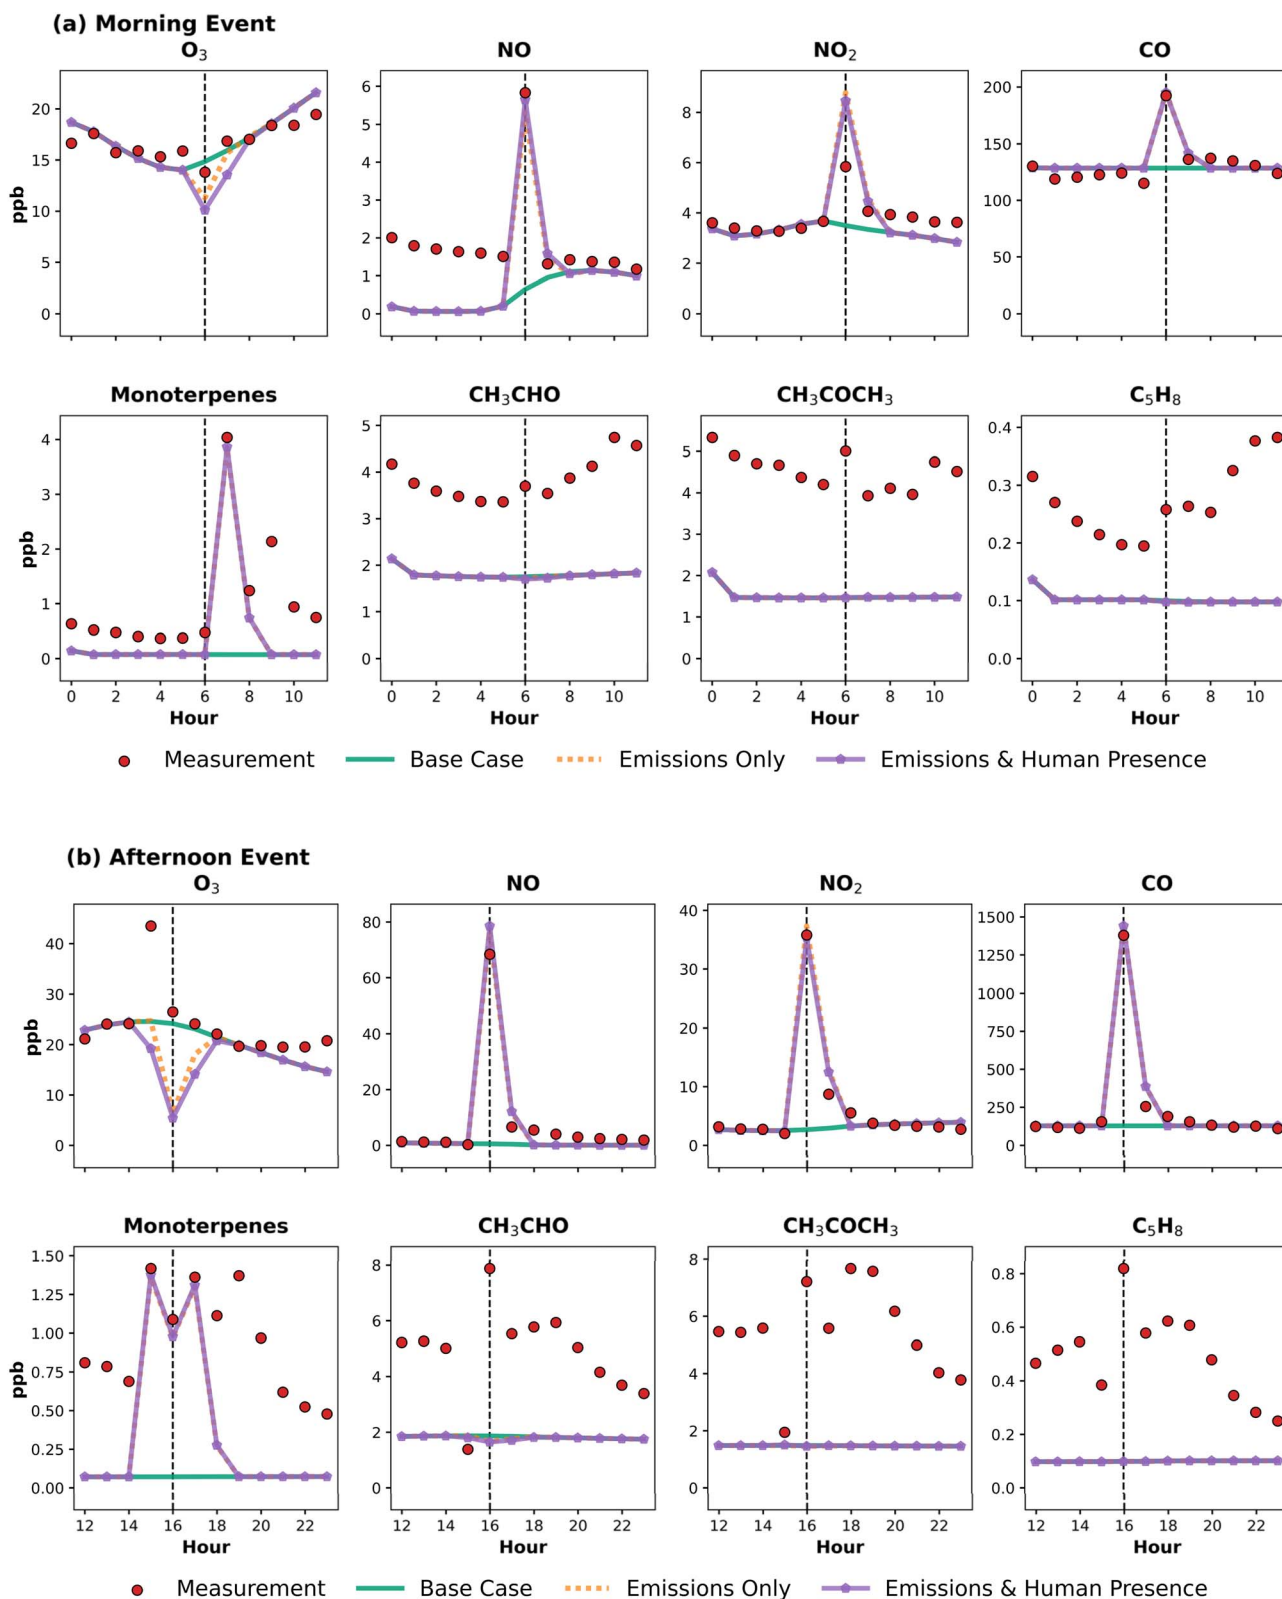 (a) Morning Event
O₃ NO NO₂ CO
20 6 8 200
15 5 6 150
10 4 4 100
5 3 2 50
0 2 0 0
1
0
ppb
Monoterpenes CH₃CHO CH₃COCH₃ C₅H₈
4 5 5 0.4
3 4 4 0.3
2 3 3 0.2
1 2 2 0.1
0 1 1 0.0
0 0
ppb
0 2 4 6 8 10 0 2 4 6 8 10 0 2 4 6 8 10 0 2 4 6 8 10
Hour Hour Hour Hour
Measurement Base Case Emissions Only Emissions & Human Presence
(b) Afternoon Event
O₃ NO NO₂ CO
40 80 40 1500
30 60 30 1250
20 40 20 1000
10 20 10 750
0 0 0 500
250
0
ppb
Monoterpenes CH₃CHO CH₃COCH₃ C₅H₈
1.50 8 8 0.8
1.25 6 6 0.6
1.00 4 4 0.4
0.75 2 2 0.2
0.50 0 0 0.0
0.25
0.00
ppb
12 14 16 18 20 22 12 14 16 18 20 22 12 14 16 18 20 22 12 14 16 18 20 22
Hour Hour Hour Hour
Measurement Base Case Emissions Only Emissions & Human Presence